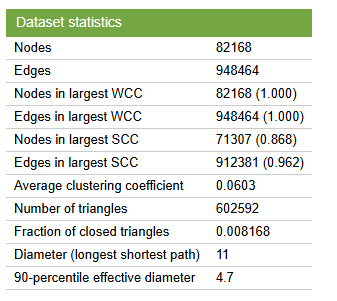 Dataset statistics
Nodes 82168
Edges 948464
Nodes in largest WCC 82168 (1.000)
Edges in largest WCC 948464 (1.000)
Nodes in largest SCC 71307 (0.868)
Edges in largest SCC 912381 (0.962)
Average clustering coefficient 0.0603
Number of triangles 602592
Fraction of closed triangles 0.008168
Diameter (longest shortest path) 11
90-percentile effective diameter 4.7